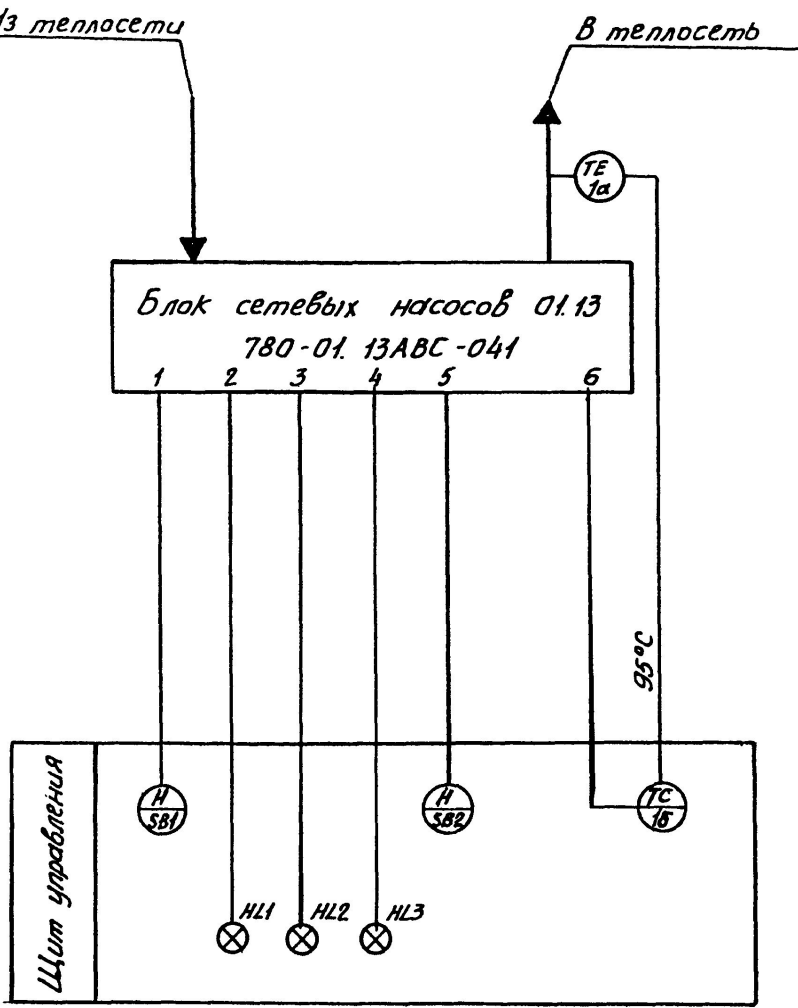 Из теплосети
В теплосеть
TE
1а
Блок сетевых насосов 01.13
780-01. 13АВС-041
1 2 3 4 5 6
95°C
Щит управления
H
SB1
H
SB2
TC
1б
HL1 HL2 HL3